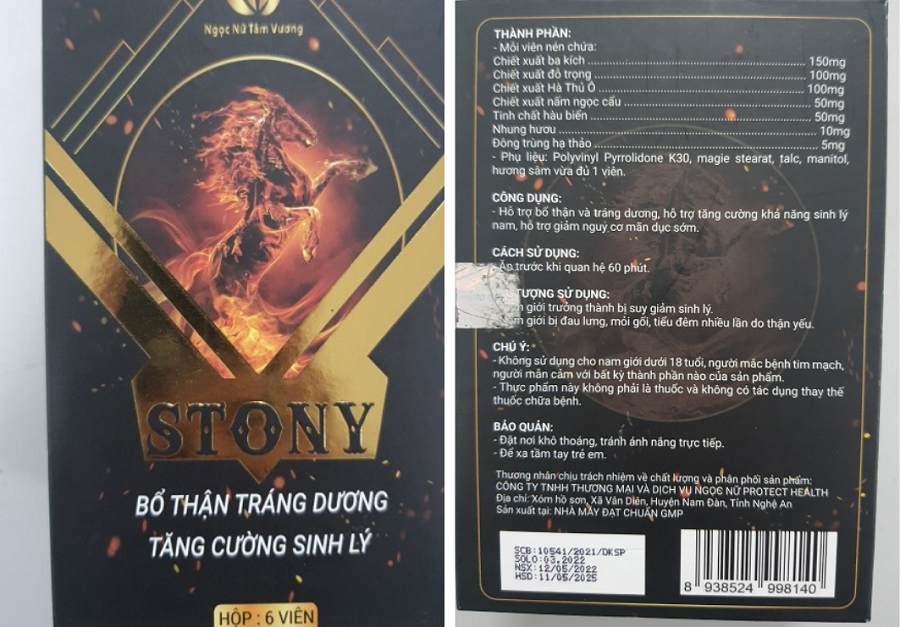 Ngọc Nữ Tâm Vương
STONY
BỔ THẬN TRÁNG DƯƠNG
TĂNG CƯỜNG SINH LÝ
HỘP : 6 VIÊN
THÀNH PHẦN:
- Mỗi viên nén chứa:
Chiết xuất ba kích 150mg
Chiết xuất đỗ trọng 100mg
Chiết xuất Hà Thủ Ô 100mg
Chiết xuất nấm ngọc cẩu 50mg
Tinh chất hàu biển 50mg
Nhung hươu 10mg
Đông trùng hạ thảo 5mg
- Phụ liệu: Polyvinyl Pyrrolidone K30, magie stearat, talc, manitol,
hương sâm vừa đủ 1 viên.
CÔNG DỤNG:
- Hỗ trợ bổ thận và tráng dương, hỗ trợ tăng cường khả năng sinh lý
nam, hỗ trợ giảm nguy cơ mãn dục sớm.
CÁCH SỬ DỤNG:
trước khi quan hệ 60 phút.
TƯỢNG SỬ DỤNG:
giới trưởng thành bị suy giảm sinh lý.
giới bị đau lưng, mỏi gối, tiểu đêm nhiều lần do thận yếu.
CHÚ Ý:
- Không sử dụng cho nam giới dưới 18 tuổi, người mắc bệnh tim mạch,
người mẫn cảm với bất kỳ thành phần nào của sản phẩm.
- Thực phẩm này không phải là thuốc và không có tác dụng thay thế
thuốc chữa bệnh.
BẢO QUẢN:
- Đặt nơi khô thoáng, tránh ánh nắng trực tiếp.
- Để xa tầm tay trẻ em.
Thương nhân chịu trách nhiệm về chất lượng và phân phối sản phẩm:
CÔNG TY TNHH THƯƠNG MẠI VÀ DỊCH VỤ NGỌC NỮ PROTECT HEALTH
Địa chỉ: Xóm hồ sơn, Xã Vân Diên, Huyện Nam Đàn, Tỉnh Nghệ An
Sản xuất tại: NHÀ MÁY ĐẠT CHUẨN GMP
SCB:10541/2021/DKSP
SOLO:03.2022
NSX:12/05/2022
HSD:11/05/2025
8 938524 998140